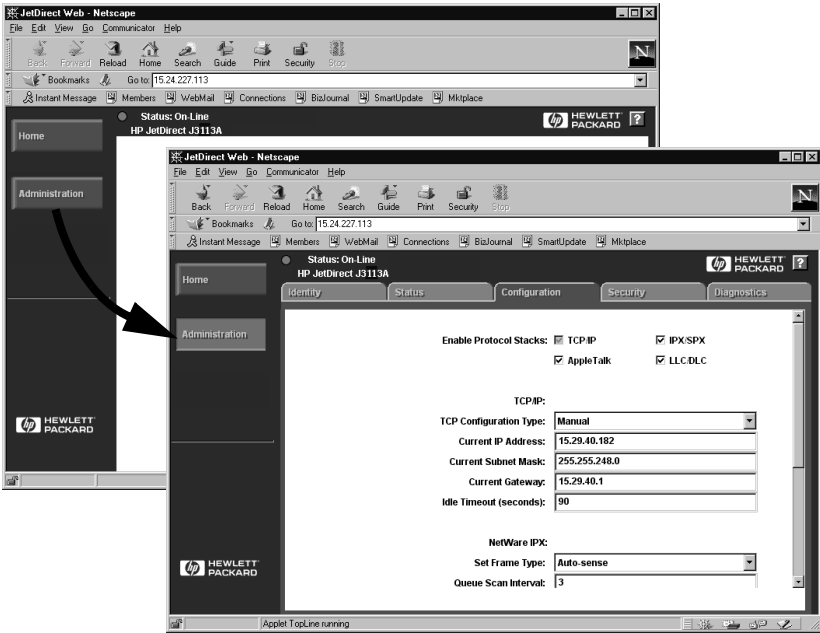 JetDirect Web - Netscape
File Edit View Go Communicator Help
Back Forward Reload Home Search Guide Print Security Stop
N
Bookmarks Go to: 15.24.227.113
Instant Message Members WebMail Connections BizJournal SmartUpdate Mktplace
Status: On-Line
HP JetDirect J3113A
hp HEWLETT PACKARD ?
Home
Administration
hp HEWLETT PACKARD
JetDirect Web - Netscape
File Edit View Go Communicator Help
Back Forward Reload Home Search Guide Print Security Stop
N
Bookmarks Go to: 15.24.227.113
Instant Message Members WebMail Connections BizJournal SmartUpdate Mktplace
Status: On-Line
HP JetDirect J3113A
hp HEWLETT PACKARD ?
Home
Administration
Identity Status Configuration Security Diagnostics
Enable Protocol Stacks: TCP/IP IPX/SPX
AppleTalk LLC/DLC
TCP/IP:
TCP Configuration Type: Manual
Current IP Address: 15.29.40.182
Current Subnet Mask: 255.255.248.0
Current Gateway: 15.29.40.1
Idle Timeout (seconds): 90
NetWare IPX:
Set Frame Type: Auto-sense
Queue Scan Interval: 3
hp HEWLETT PACKARD
Applet TopLine running